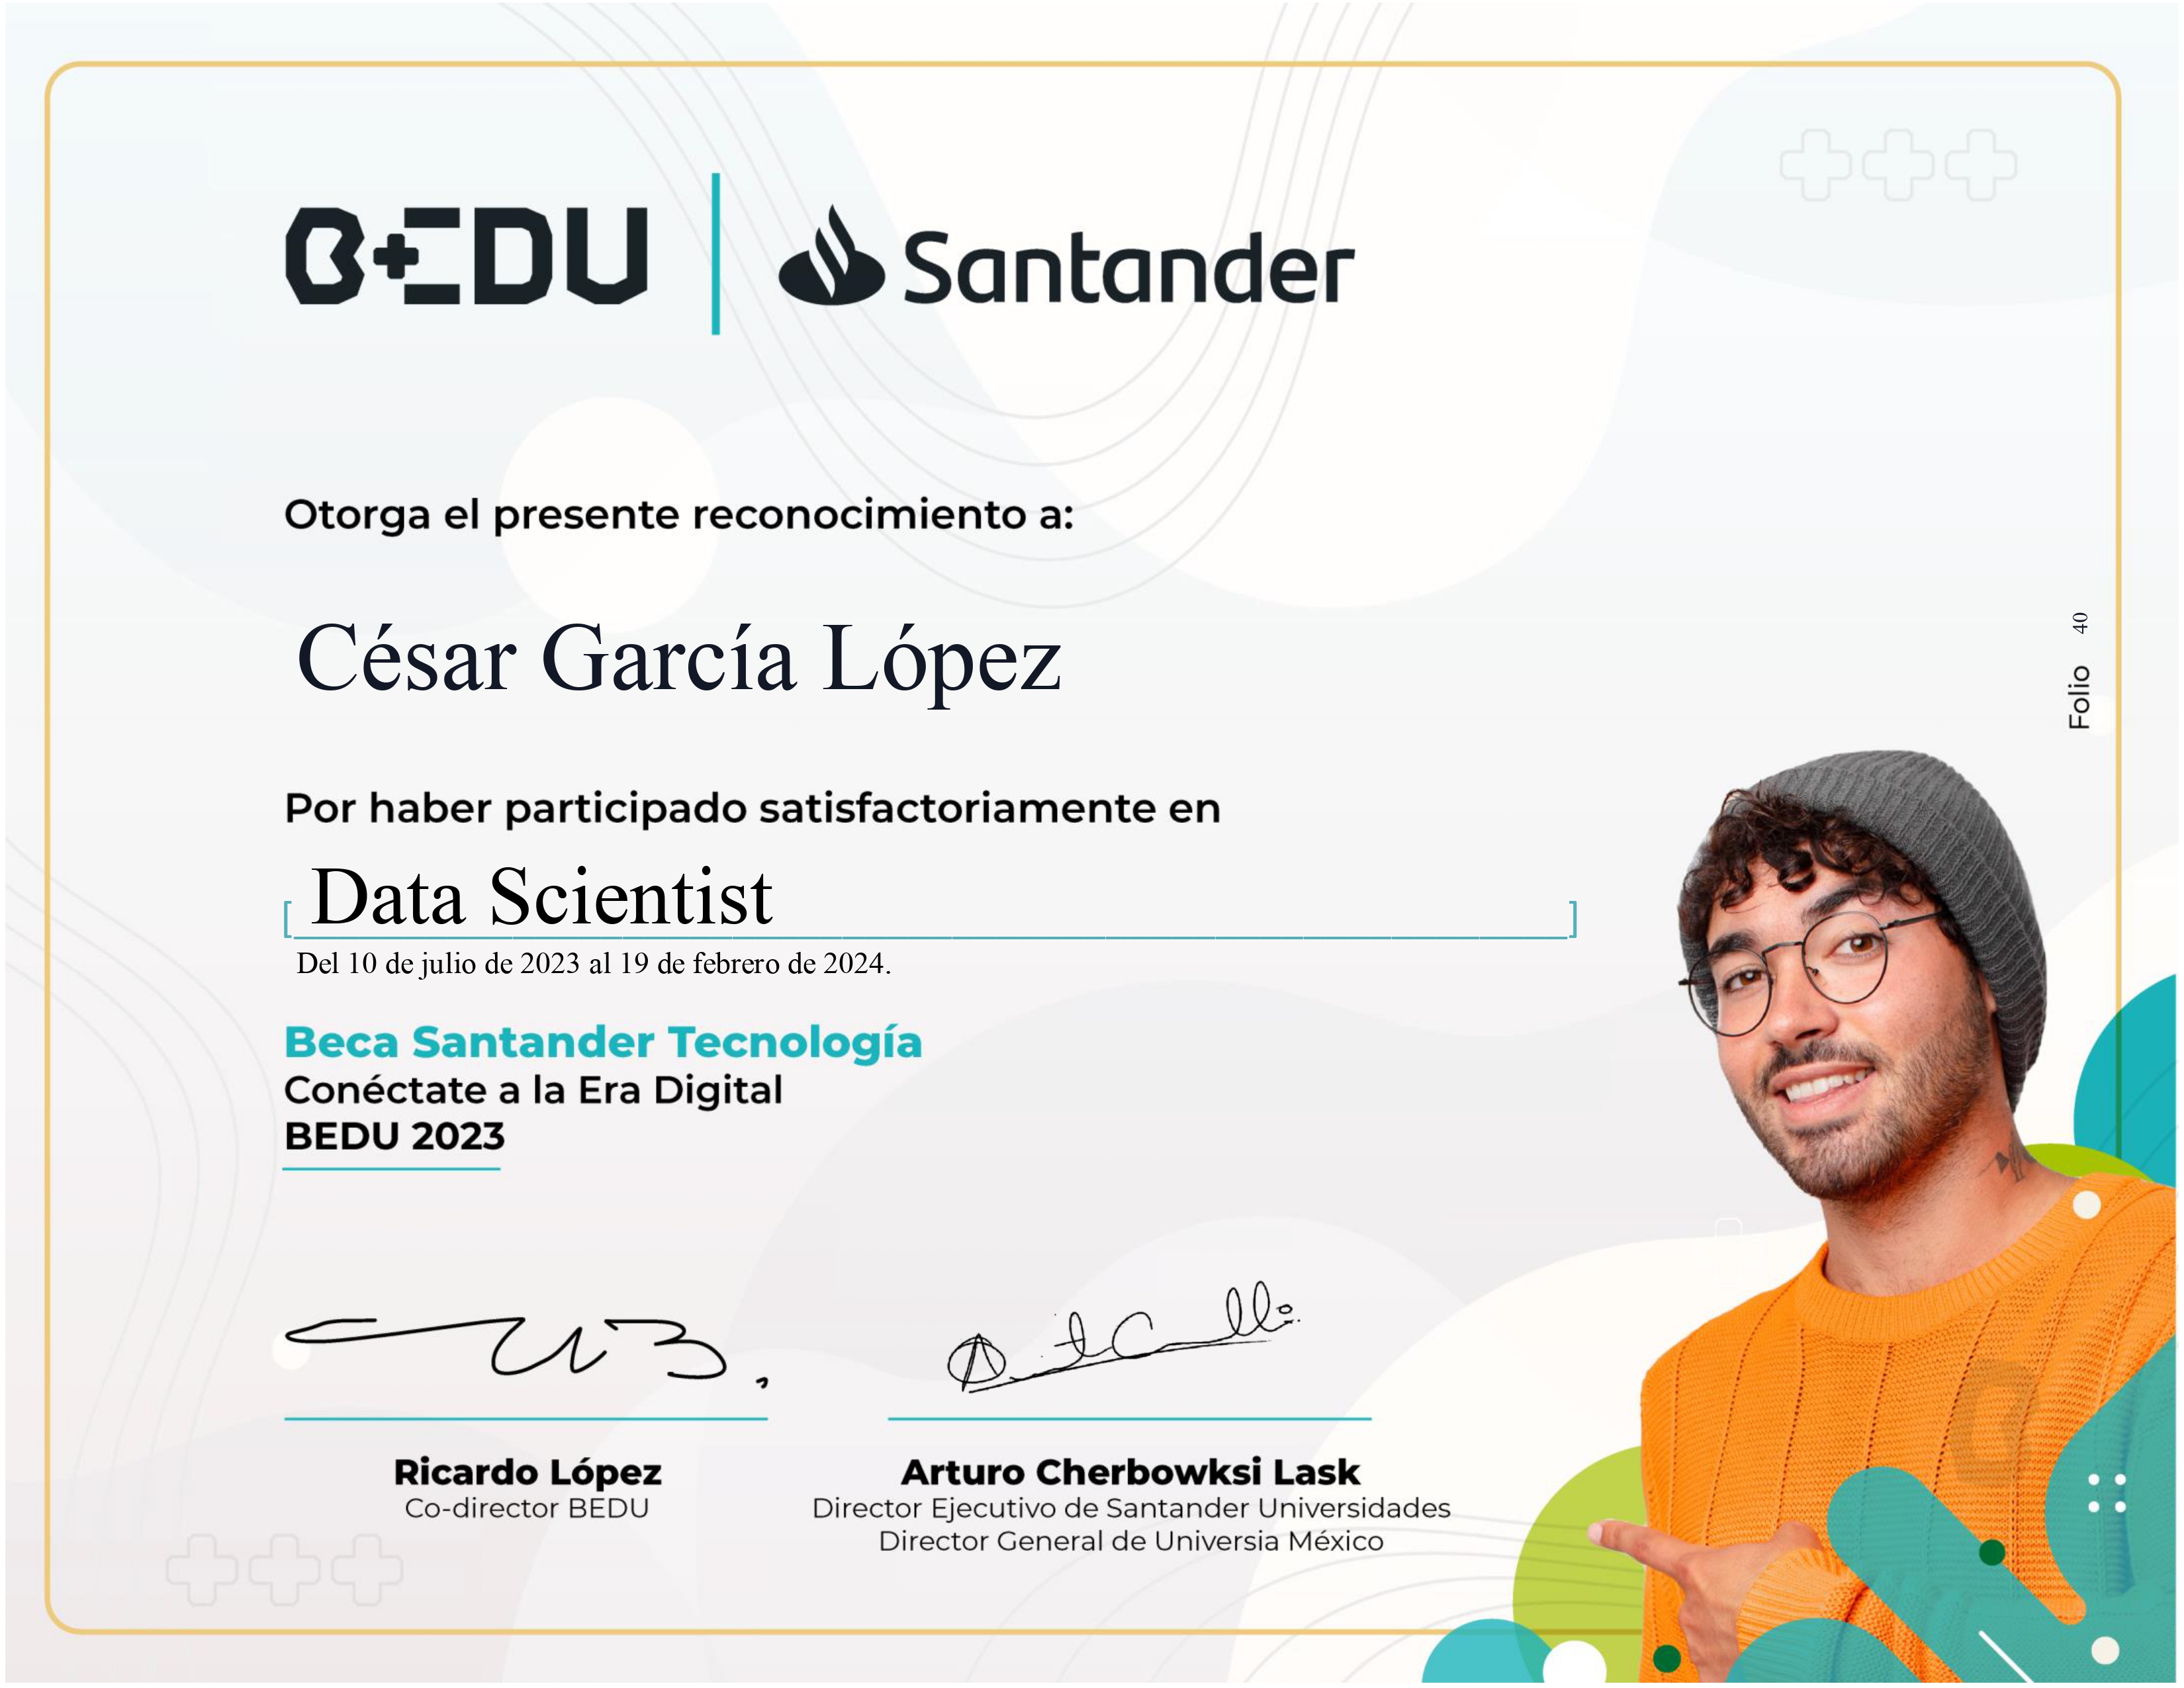 BEDU
Santander
Otorga el presente reconocimiento a:
César García López
Folio 40
Por haber participado satisfactoriamente en
[ Data Scientist ]
Del 10 de julio de 2023 al 19 de febrero de 2024.
Beca Santander Tecnología
Conéctate a la Era Digital
BEDU 2023
Ricardo López
Co-director BEDU
Arturo Cherbowksi Lask
Director Ejecutivo de Santander Universidades
Director General de Universia México